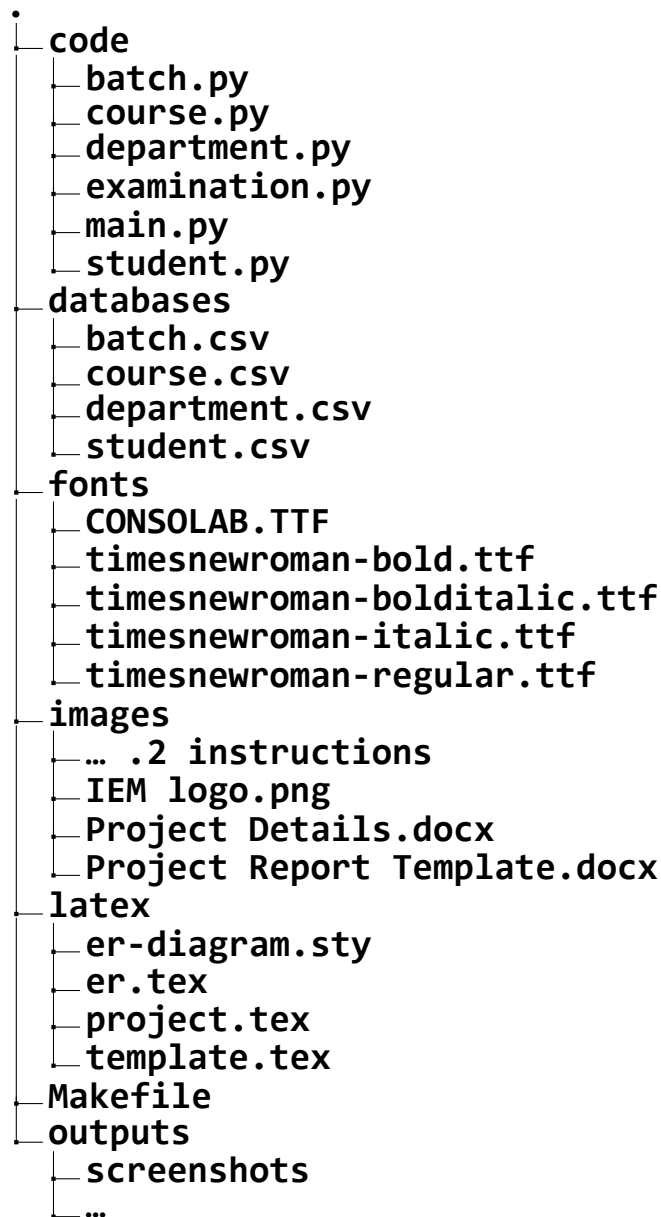 .
code
batch.py
course.py
department.py
examination.py
main.py
student.py
databases
batch.csv
course.csv
department.csv
student.csv
fonts
CONSOLAB.TTF
timesnewroman-bold.ttf
timesnewroman-bolditalic.ttf
timesnewroman-italic.ttf
timesnewroman-regular.ttf
images
… .2 instructions
IEM logo.png
Project Details.docx
Project Report Template.docx
latex
er-diagram.sty
er.tex
project.tex
template.tex
Makefile
outputs
screenshots
…